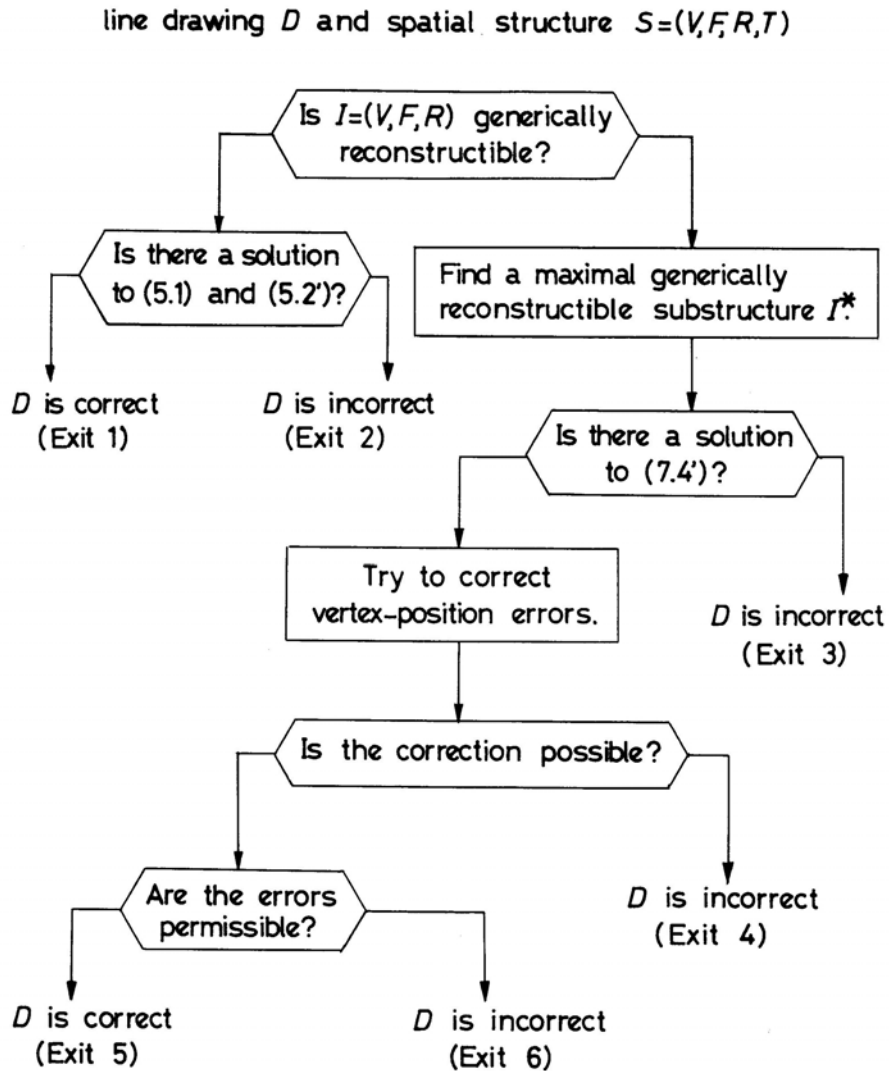 line drawing D and spatial structure S=(V,F,R,T)
Is I=(V,F,R) generically
reconstructible?
Is there a solution
to (5.1) and (5.2')?
Find a maximal generically
reconstructible substructure I*.
D is correct
(Exit 1)
D is incorrect
(Exit 2)
Is there a solution
to (7.4')?
Try to correct
vertex-position errors.
D is incorrect
(Exit 3)
Is the correction possible?
Are the errors
permissible?
D is incorrect
(Exit 4)
D is correct
(Exit 5)
D is incorrect
(Exit 6)